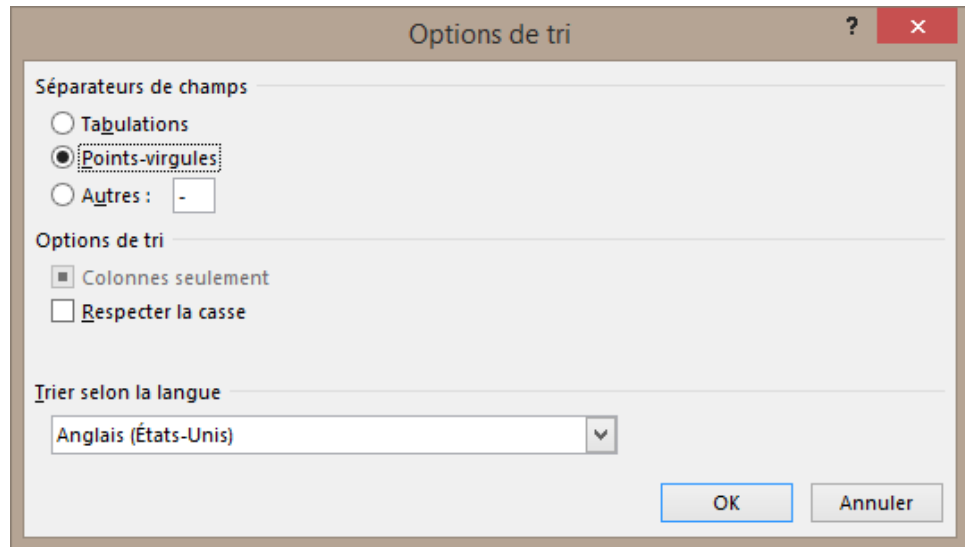 Options de tri
?
Séparateurs de champs
Tabulations
Points-virgules
Autres : -
Options de tri
Colonnes seulement
Respecter la casse
Trier selon la langue
Anglais (États-Unis)
OK Annuler